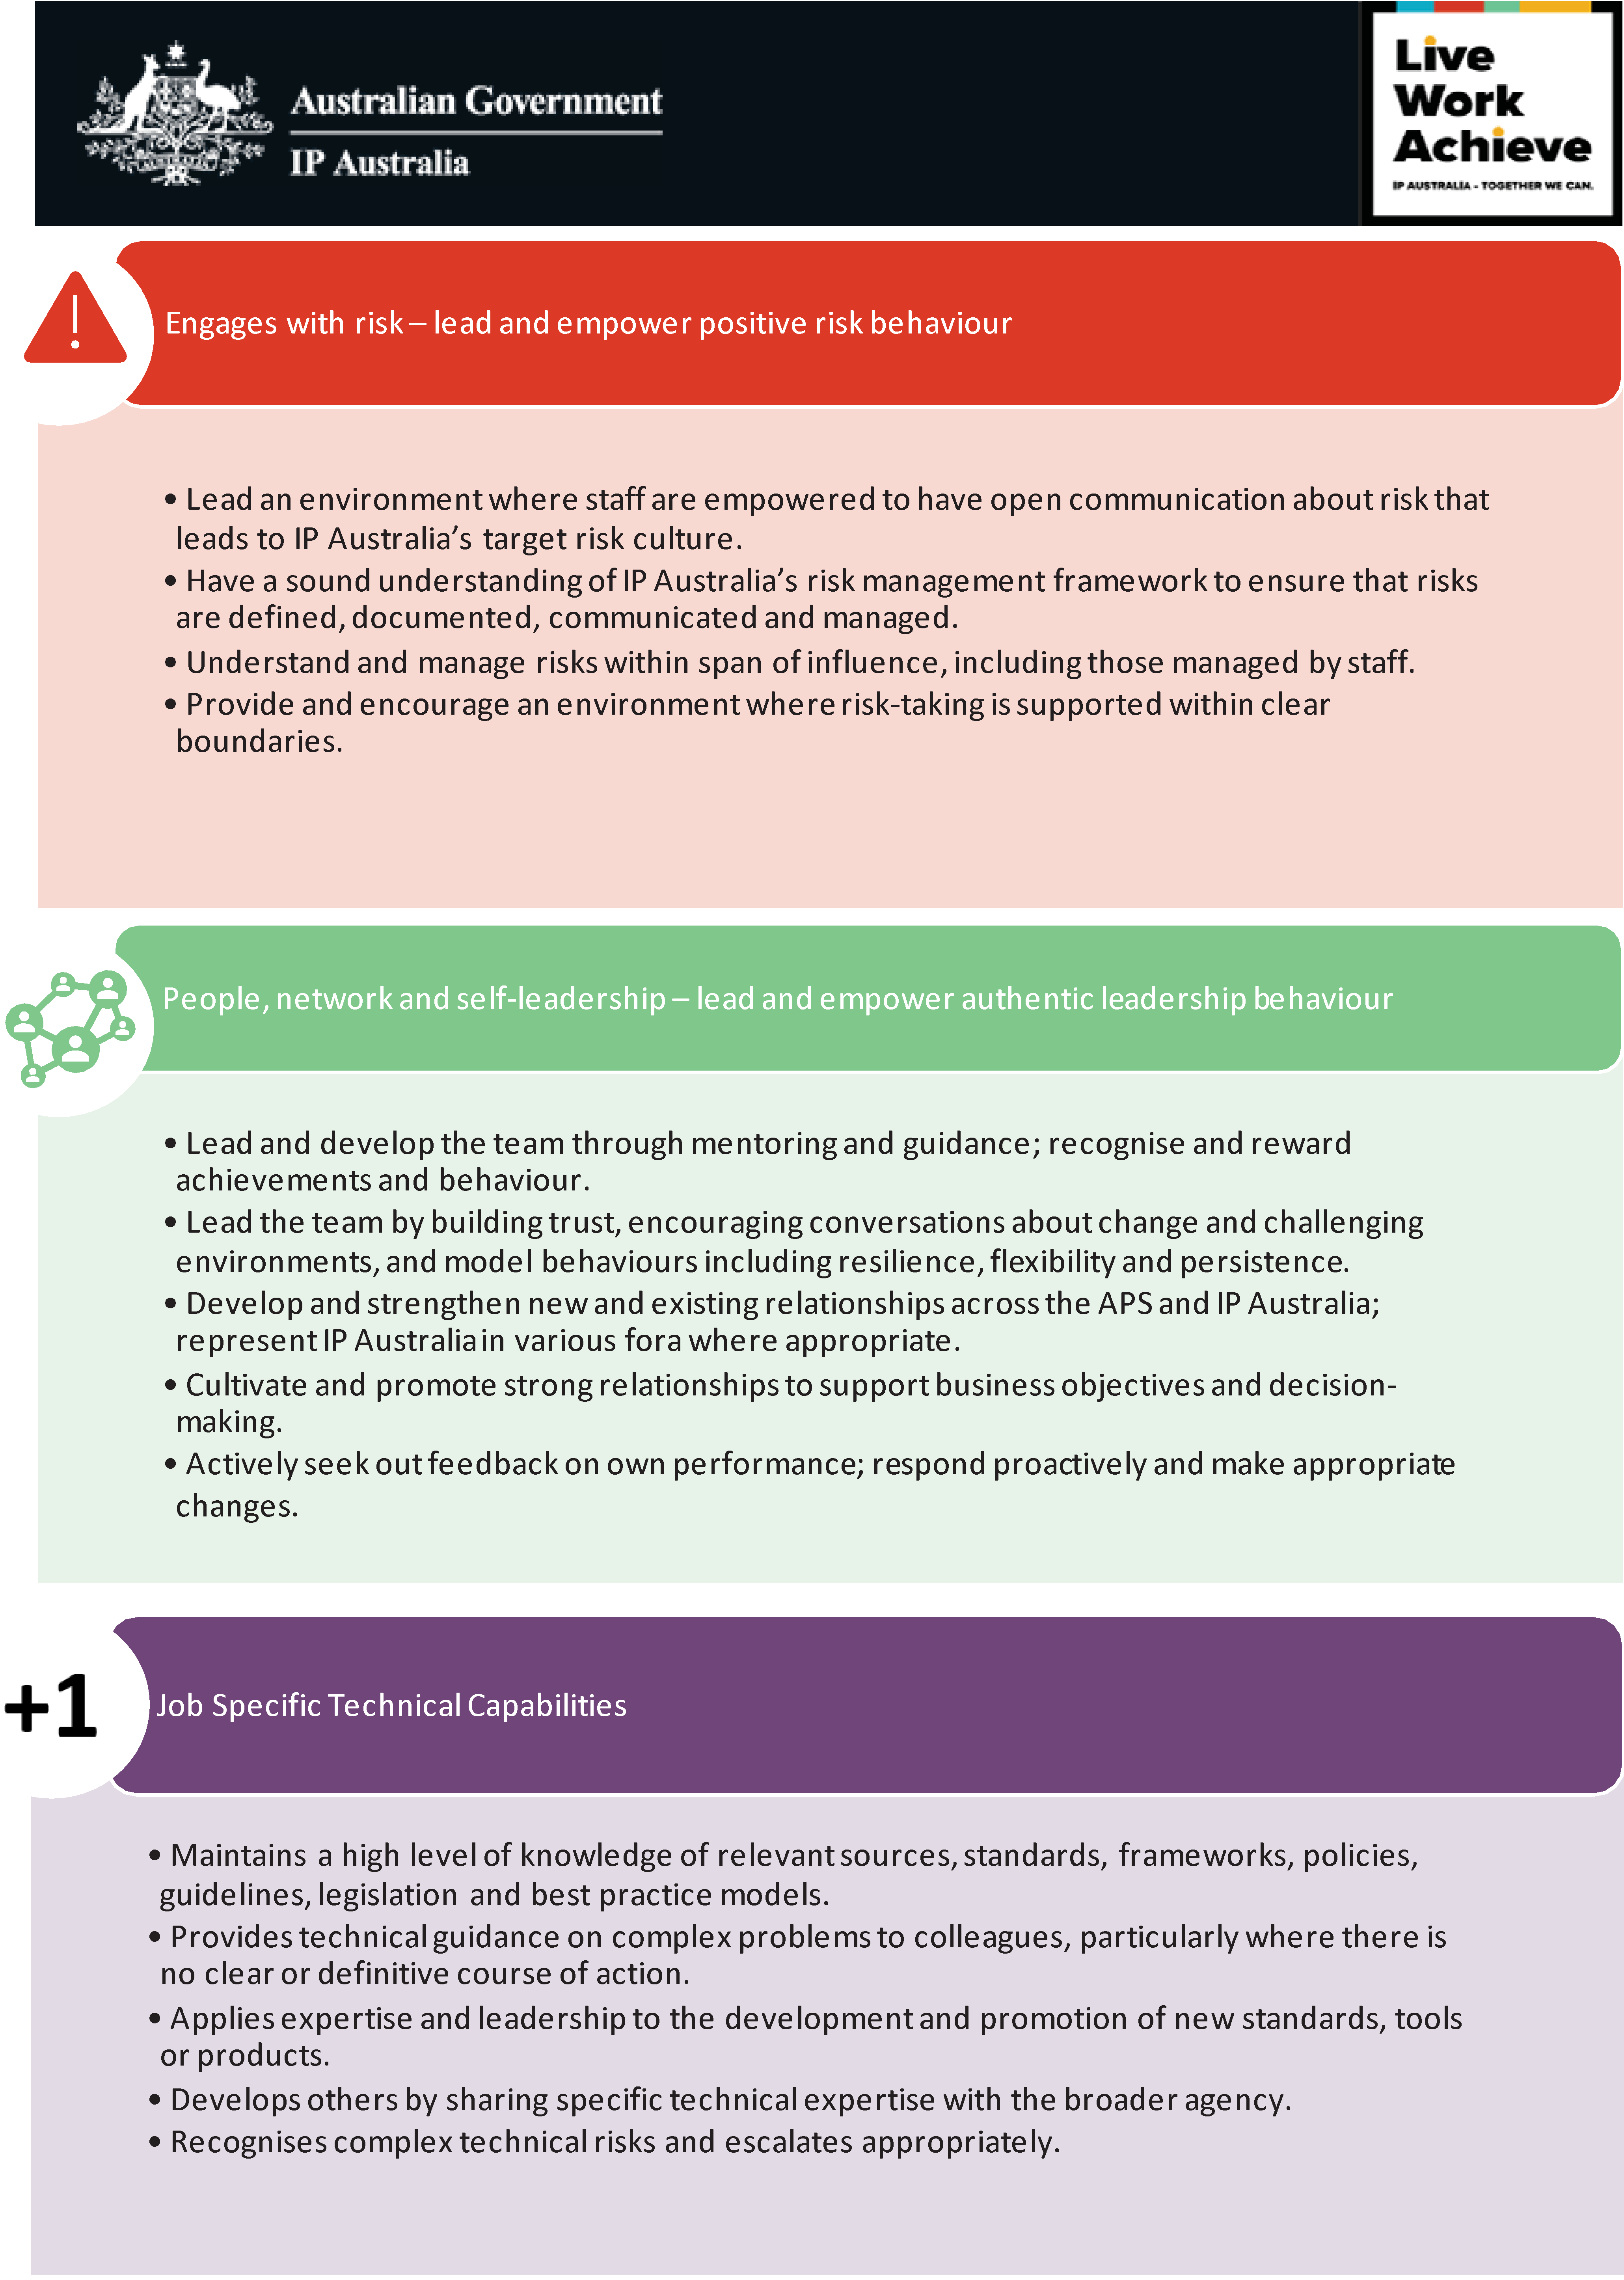 Australian Government
IP Australia
Live
Work
Achieve
IP AUSTRALIA - TOGETHER WE CAN.
Engages with risk – lead and empower positive risk behaviour
• Lead an environment where staff are empowered to have open communication about risk that
leads to IP Australia’s target risk culture.
• Have a sound understanding of IP Australia’s risk management framework to ensure that risks
are defined, documented, communicated and managed.
• Understand and manage risks within span of influence, including those managed by staff.
• Provide and encourage an environment where risk-taking is supported within clear
boundaries.
People, network and self-leadership – lead and empower authentic leadership behaviour
• Lead and develop the team through mentoring and guidance; recognise and reward
achievements and behaviour.
• Lead the team by building trust, encouraging conversations about change and challenging
environments, and model behaviours including resilience, flexibility and persistence.
• Develop and strengthen new and existing relationships across the APS and IP Australia;
represent IP Australia in various fora where appropriate.
• Cultivate and promote strong relationships to support business objectives and decision-
making.
• Actively seek out feedback on own performance; respond proactively and make appropriate
changes.
+1
Job Specific Technical Capabilities
• Maintains a high level of knowledge of relevant sources, standards, frameworks, policies,
guidelines, legislation and best practice models.
• Provides technical guidance on complex problems to colleagues, particularly where there is
no clear or definitive course of action.
• Applies expertise and leadership to the development and promotion of new standards, tools
or products.
• Develops others by sharing specific technical expertise with the broader agency.
• Recognises complex technical risks and escalates appropriately.